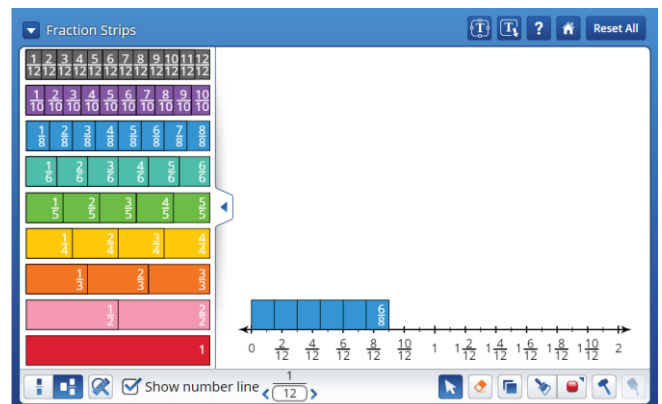 Fraction Strips
T T ? Reset All
1/12 2/12 3/12 4/12 5/12 6/12 7/12 8/12 9/12 10/12 11/12 12/12
1/10 2/10 3/10 4/10 5/10 6/10 7/10 8/10 9/10 10/10
1/8 2/8 3/8 4/8 5/8 6/8 7/8 8/8
1/6 2/6 3/6 4/6 5/6 6/6
1/5 2/5 3/5 4/5 5/5
1/4 2/4 3/4 4/4
1/3 2/3 3/3
1/2 2/2
1
6/8
0 2/12 4/12 6/12 8/12 10/12 1 1 2/12 1 4/12 1 6/12 1 8/12 1 10/12 2
Show number line 1/12